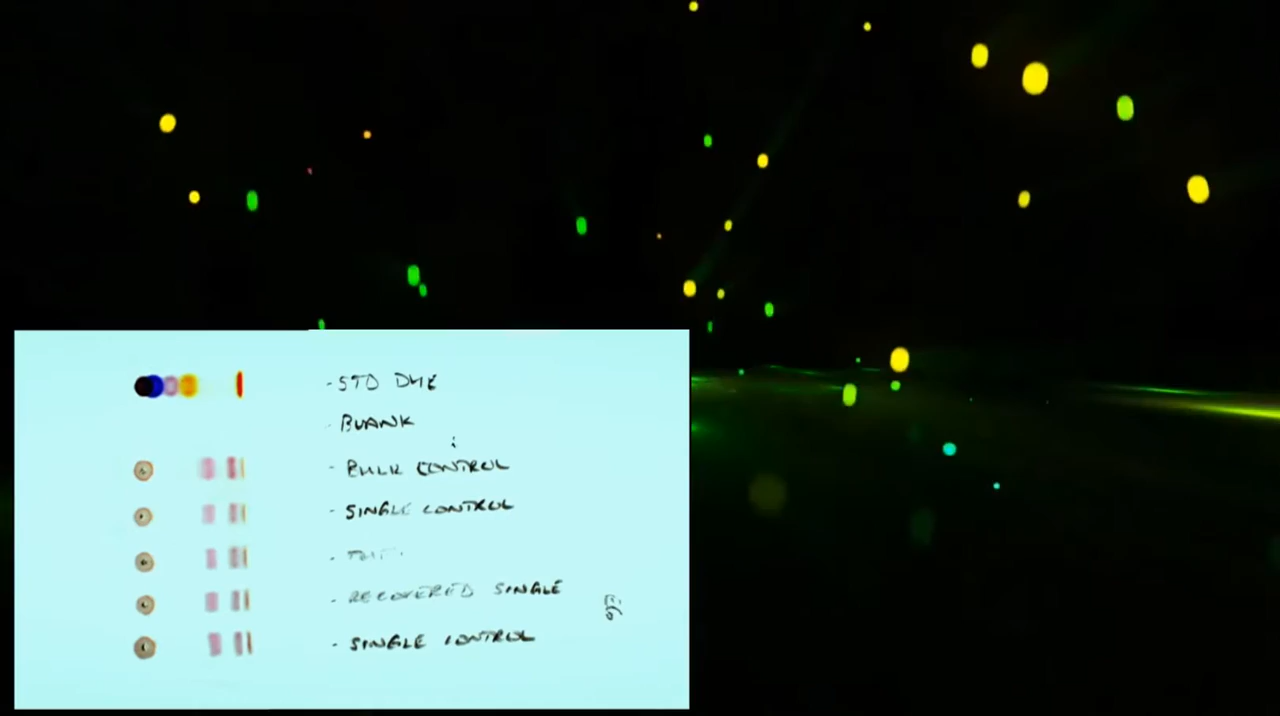 - STD DYE
- BLANK
- BULK CONTROL
- SINGLE CONTROL
- RECOVERED SINGLE
- SINGLE CONTROL